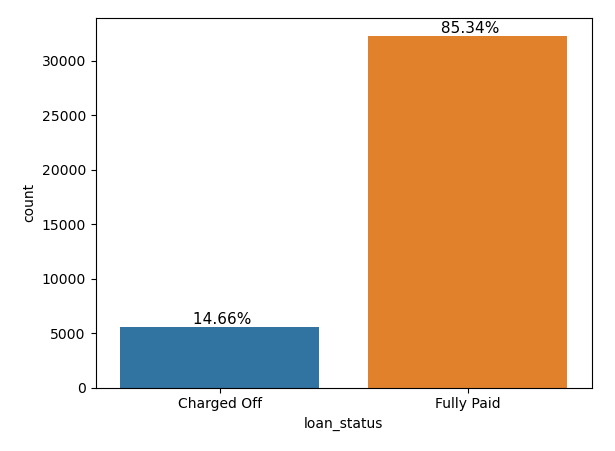 85.34%
30000
25000
20000
15000
10000
5000
0
count
14.66%
Charged Off
Fully Paid
loan_status